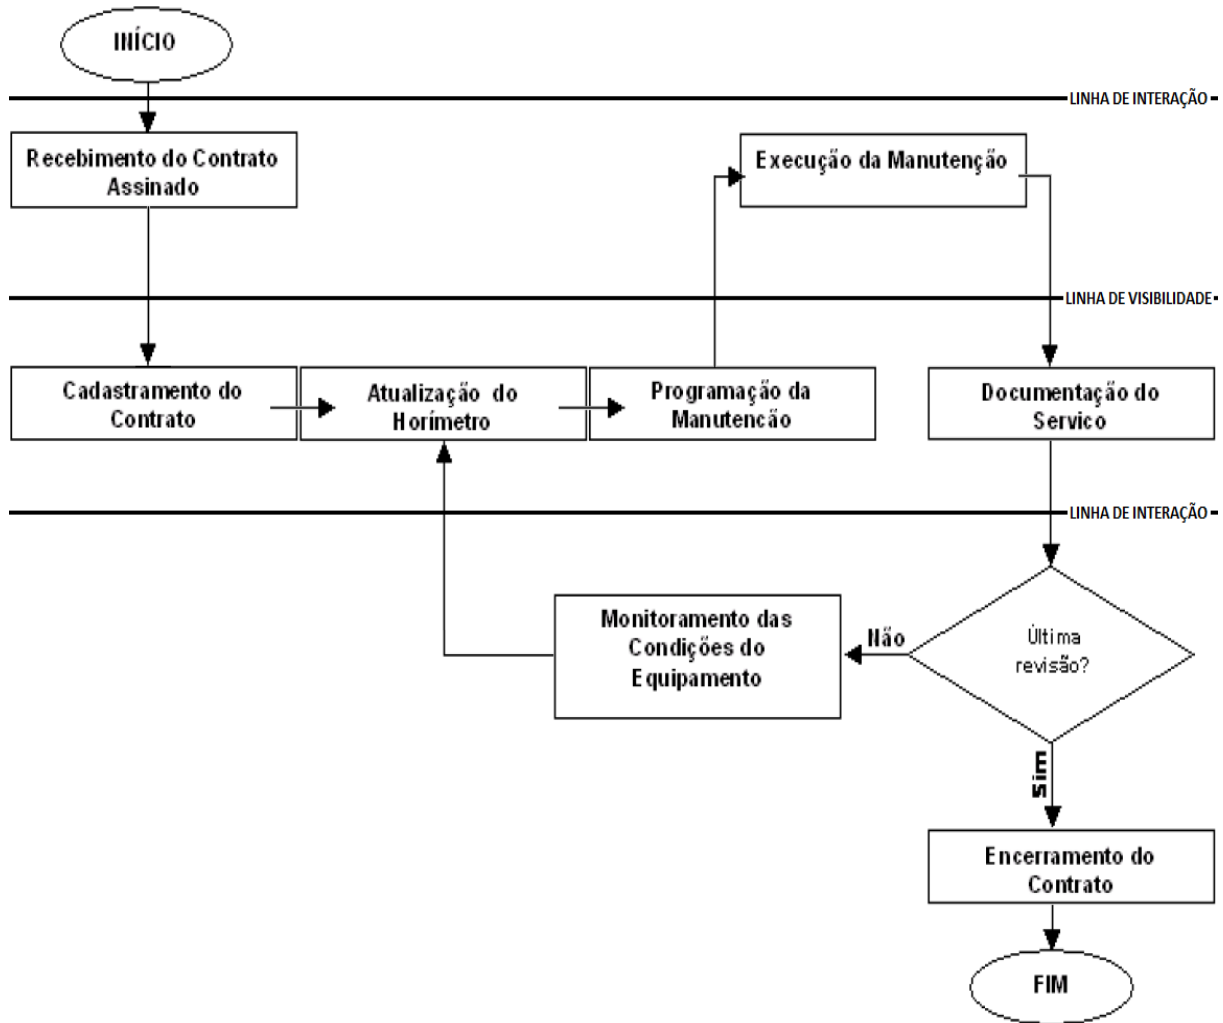 INÍCIO
LINHA DE INTERAÇÃO
Recebimento do Contrato
Assinado
Execução da Manutenção
LINHA DE VISIBILIDADE
Cadastramento do
Contrato
Atualização do
Horímetro
Programação da
Manutencão
Documentação do
Servico
LINHA DE INTERAÇÃO
Monitoramento das
Condições do
Equipamento
Não
Última
revisão?
Sim
Encerramento do
Contrato
FIM